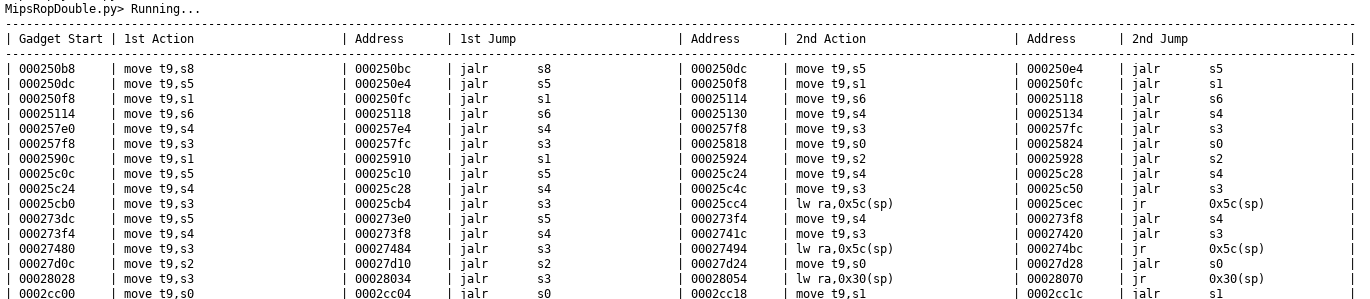 MipsRopDouble.py> Running...
| Gadget Start | 1st Action | Address | 1st Jump | Address | 2nd Action | Address | 2nd Jump |
| 000250b8 | move t9,s8 | 000250bc | jalr s8 | 000250dc | move t9,s5 | 000250e4 | jalr s5 |
| 000250dc | move t9,s5 | 000250e4 | jalr s5 | 000250f8 | move t9,s1 | 000250fc | jalr s1 |
| 000250f8 | move t9,s1 | 000250fc | jalr s1 | 00025114 | move t9,s6 | 00025118 | jalr s6 |
| 00025114 | move t9,s6 | 00025118 | jalr s6 | 00025130 | move t9,s4 | 00025134 | jalr s4 |
| 000257e0 | move t9,s4 | 000257e4 | jalr s4 | 000257f8 | move t9,s3 | 000257fc | jalr s3 |
| 000257f8 | move t9,s3 | 000257fc | jalr s3 | 00025818 | move t9,s0 | 00025824 | jalr s0 |
| 0002590c | move t9,s1 | 00025910 | jalr s1 | 00025924 | move t9,s2 | 00025928 | jalr s2 |
| 00025c0c | move t9,s5 | 00025c10 | jalr s5 | 00025c24 | move t9,s4 | 00025c28 | jalr s4 |
| 00025c24 | move t9,s4 | 00025c28 | jalr s4 | 00025c4c | move t9,s3 | 00025c50 | jalr s3 |
| 00025cb0 | move t9,s3 | 00025cb4 | jalr s3 | 00025cc4 | lw ra,0x5c(sp) | 00025cec | jr 0x5c(sp) |
| 000273dc | move t9,s5 | 000273e0 | jalr s5 | 000273f4 | move t9,s4 | 000273f8 | jalr s4 |
| 000273f4 | move t9,s4 | 000273f8 | jalr s4 | 0002741c | move t9,s3 | 00027420 | jalr s3 |
| 00027480 | move t9,s3 | 00027484 | jalr s3 | 00027494 | lw ra,0x5c(sp) | 000274bc | jr 0x5c(sp) |
| 00027d0c | move t9,s2 | 00027d10 | jalr s2 | 00027d24 | move t9,s0 | 00027d28 | jalr s0 |
| 00028028 | move t9,s3 | 00028034 | jalr s3 | 00028054 | lw ra,0x30(sp) | 00028070 | jr 0x30(sp) |
| 0002cc00 | move t9,s0 | 0002cc04 | jalr s0 | 0002cc18 | move t9,s1 | 0002cc1c | jalr s1 |